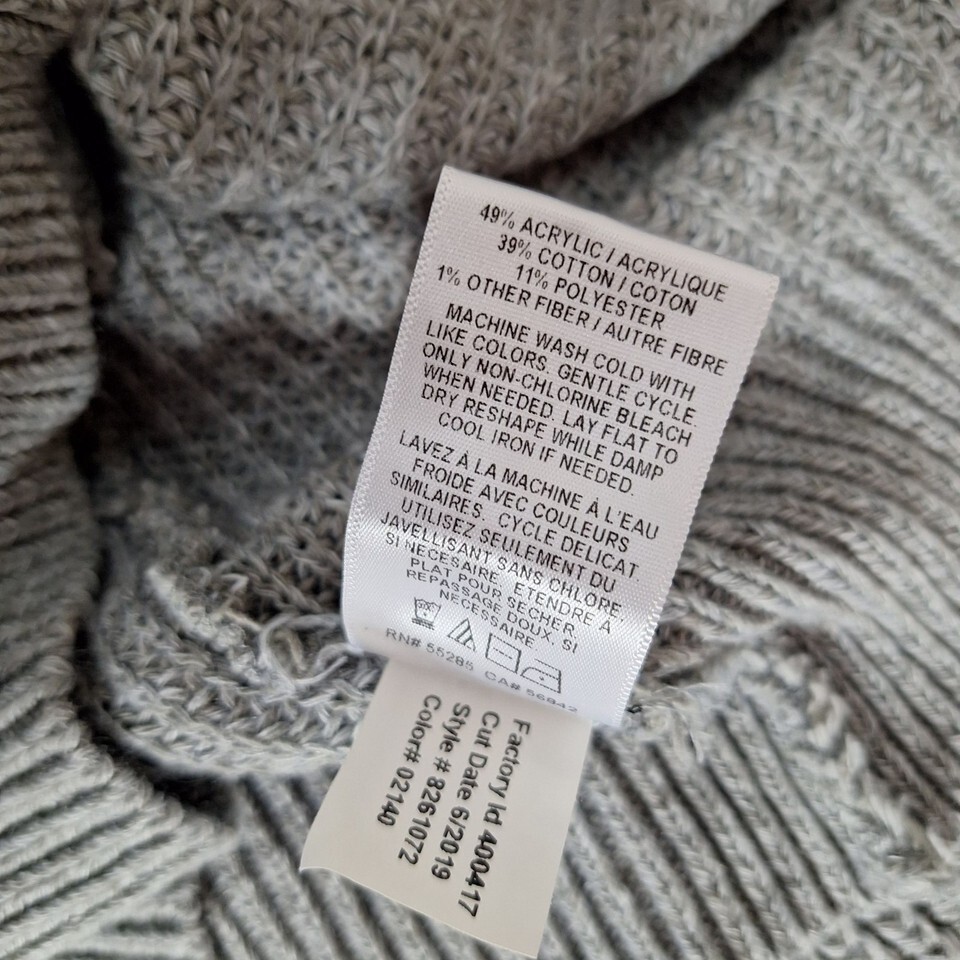 49% ACRYLIC / ACRYLIQUE
39% COTTON / COTON
11% POLYESTER
1% OTHER FIBER / AUTRE FIBRE
MACHINE WASH COLD WITH
LIKE COLORS. GENTLE CYCLE.
ONLY NON-CHLORINE BLEACH
WHEN NEEDED. LAY FLAT TO
DRY RESHAPE WHILE DAMP
COOL IRON IF NEEDED.
LAVEZ À LA MACHINE À L'EAU
FROIDE AVEC COULEURS
SIMILAIRES. CYCLE DELICAT.
UTILISEZ SEULEMENT DU
JAVELLISANT SANS CHLORE
SI NECESAIRE. ETENDRE À
PLAT POUR SECHER.
REPASSAGE DOUX, SI
NECESSAIRE.
RN# 55285 CA# 56842
Factory Id 400417
Cut Date 6/2019
Style # 8261072
Color# 02140